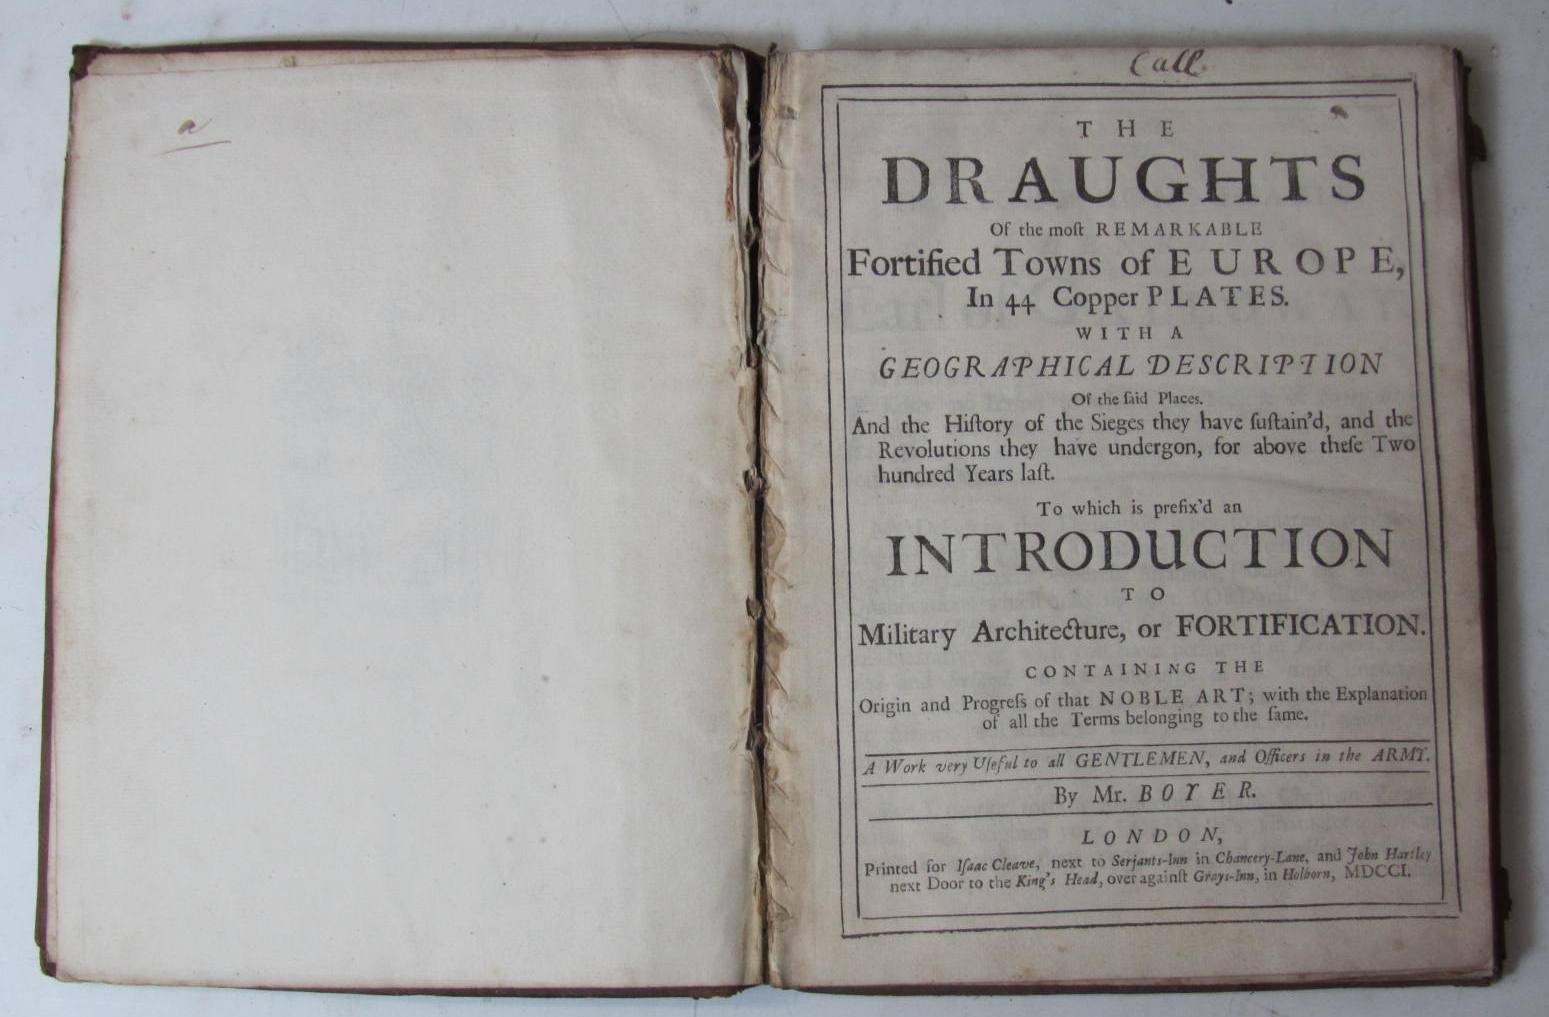 a
Call
THE
DRAUGHTS
Of the moſt REMARKABLE
Fortified Towns of EUROPE,
In 44 Copper PLATES.
WITH A
GEOGRAPHICAL DESCRIPTION
Of the ſaid Places.
And the Hiſtory of the Sieges they have ſuſtain'd, and the
Revolutions they have undergon, for above theſe Two
hundred Years laſt.
To which is prefix'd an
INTRODUCTION
TO
Military Architecture, or FORTIFICATION.
CONTAINING THE
Origin and Progreſs of that NOBLE ART; with the Explanation
of all the Terms belonging to the ſame.
A Work very Uſeful to all GENTLEMEN, and Officers in the ARMY.
By Mr. BOYER.
LONDON,
Printed for Iſaac Cleave, next to Serjants-Inn in Chancery-Lane, and John Hartley
next Door to the King's Head, over againſt Grays-Inn, in Holborn, MDCCI.